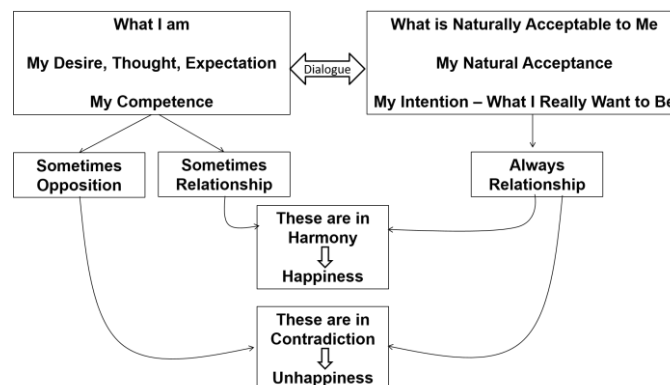 What I am
My Desire, Thought, Expectation
My Competence
Dialogue
What is Naturally Acceptable to Me
My Natural Acceptance
My Intention – What I Really Want to Be
Sometimes
Opposition
Sometimes
Relationship
Always
Relationship
These are in
Harmony
Happiness
These are in
Contradiction
Unhappiness